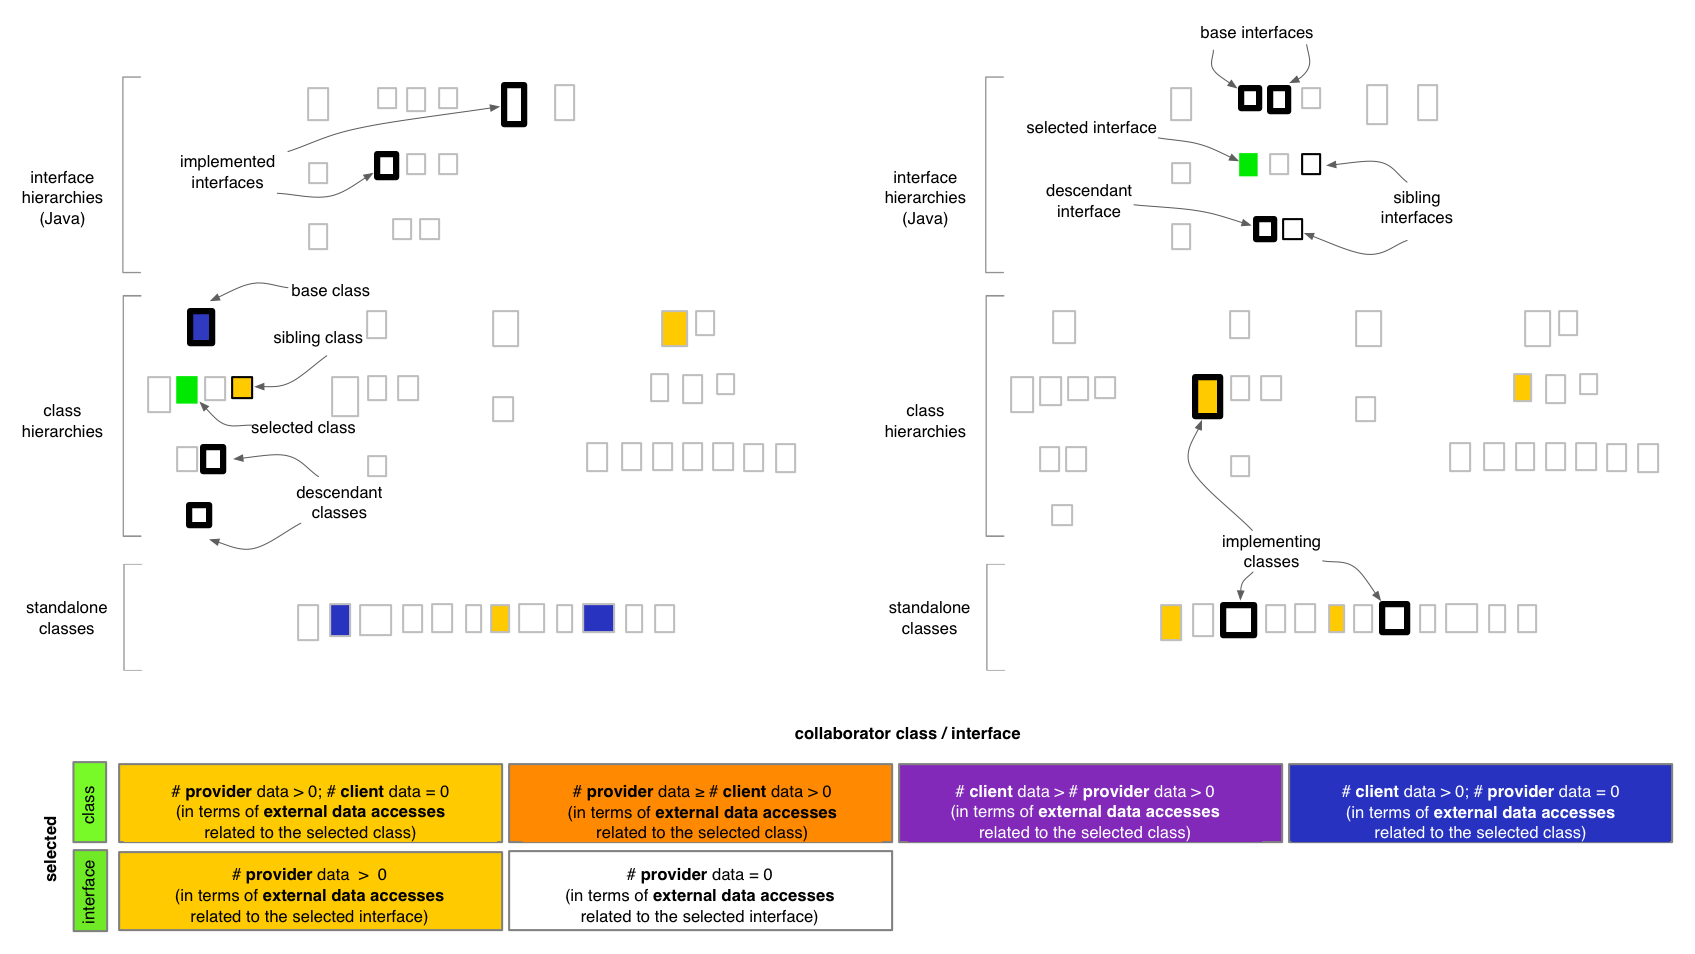 base interfaces
selected interface
implemented
interfaces
interface
hierarchies
(Java)
interface
hierarchies
(Java)
descendant
interface
sibling
interfaces
base class
sibling class
class
hierarchies
selected class
descendant
classes
class
hierarchies
implementing
classes
standalone
classes
standalone
classes
collaborator class / interface
selected
class
# provider data > 0; # client data = 0
(in terms of external data accesses
related to the selected class)
# provider data ≥ # client data > 0
(in terms of external data accesses
related to the selected class)
# client data > # provider data > 0
(in terms of external data accesses
related to the selected class)
# client data > 0; # provider data = 0
(in terms of external data accesses
related to the selected class)
interface
# provider data > 0
(in terms of external data accesses
related to the selected interface)
# provider data = 0
(in terms of external data accesses
related to the selected interface)